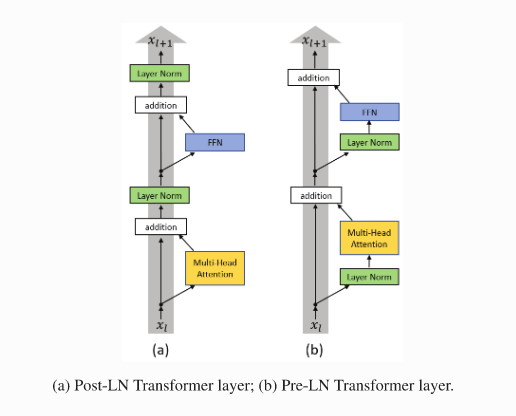 x_{l+1}
Layer Norm
addition
FFN
Layer Norm
addition
Multi-Head
Attention
x_l
(a)
x_{l+1}
addition
FFN
Layer Norm
addition
Multi-Head
Attention
Layer Norm
x_l
(b)
(a) Post-LN Transformer layer; (b) Pre-LN Transformer layer.